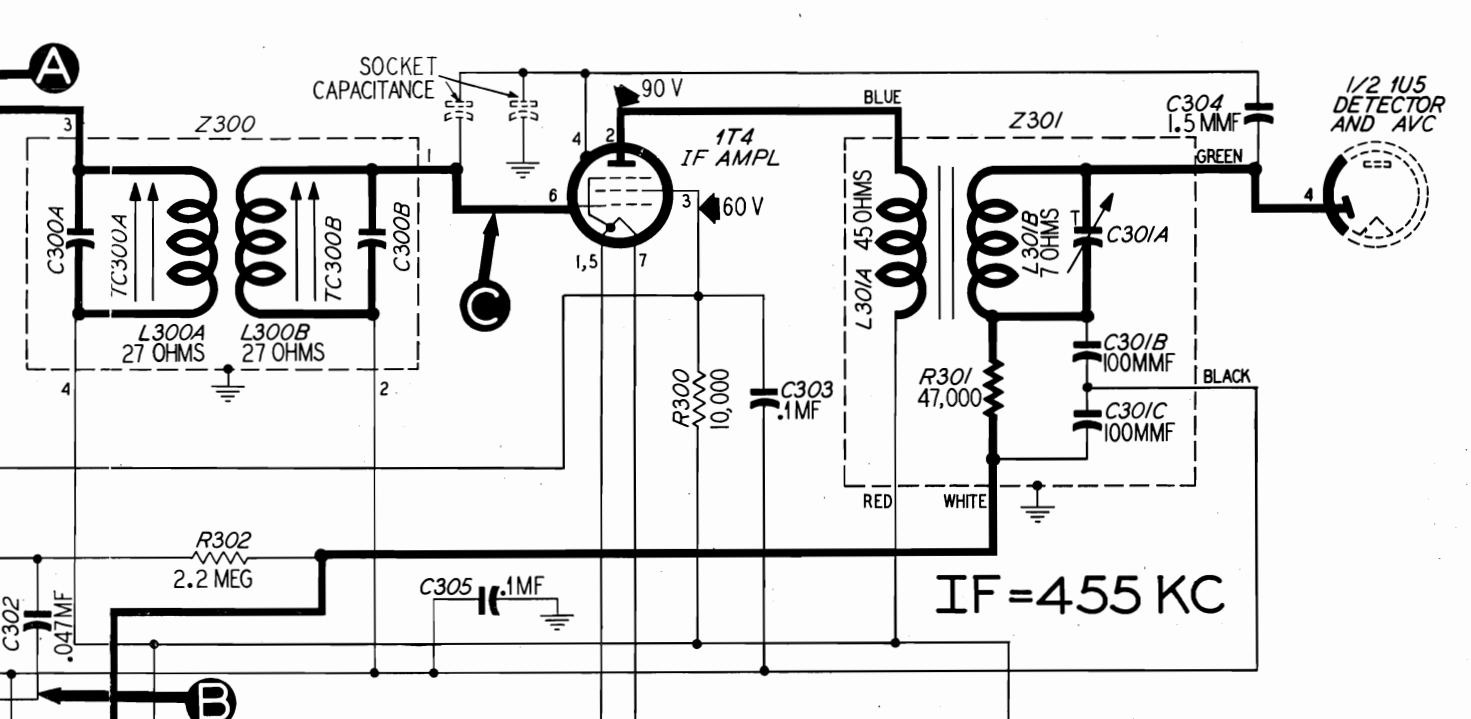 A
SOCKET
CAPACITANCE
90 V
BLUE
1/2 1U5
DETECTOR
AND AVC
C304
1.5 MMF
3
Z300
1
4
2
1T4
IF AMPL
Z301
GREEN
C300A
TC300A
TC300B
C300B
6
3
60 V
L301A 450HMS
L301B
7 OHMS
T
C301A
4
C
1,5
7
L300A
27 OHMS
L300B
27 OHMS
4
2
R300
10,000
C303
.1MF
R301
47,000
C301B
100MMF
BLACK
C301C
100MMF
RED
WHITE
R302
2.2 MEG
C305
.1MF
IF=455 KC
C302
.047MF
B